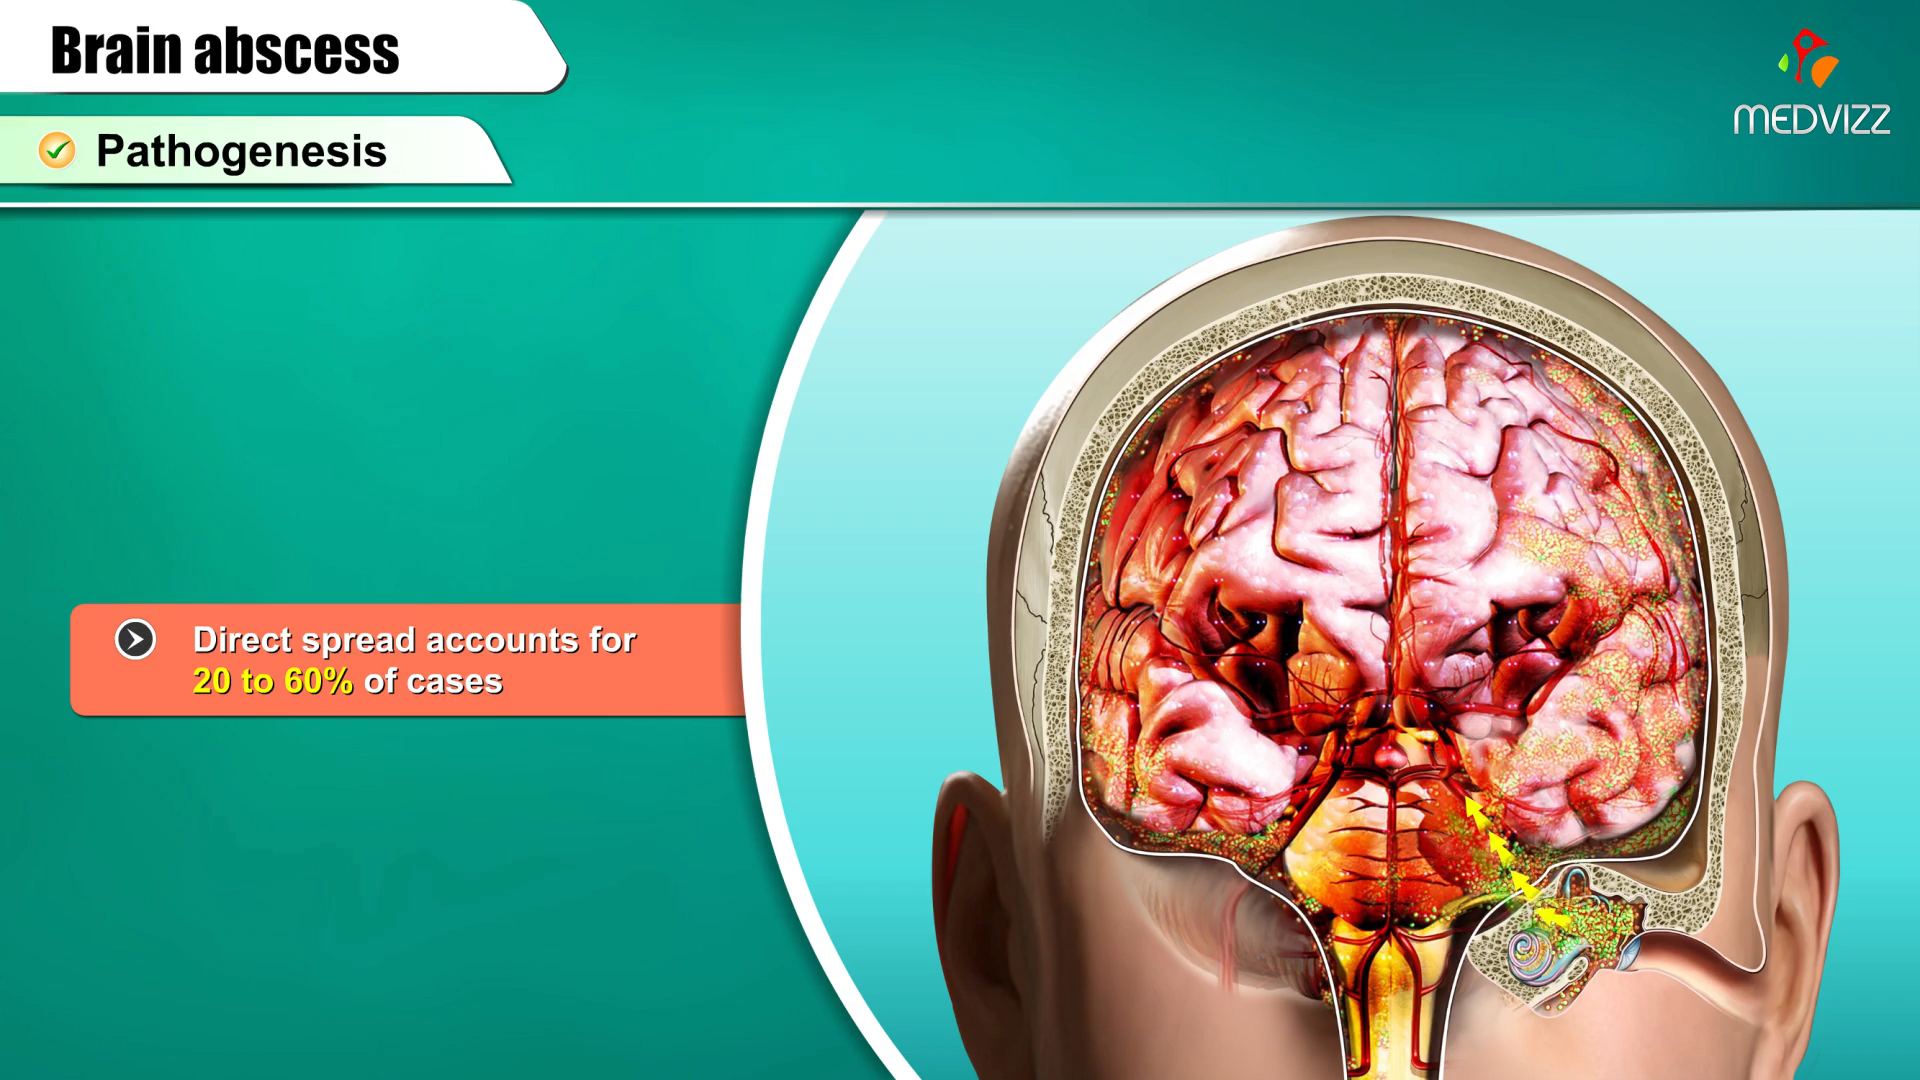 Brain abscess
MEDVIZZ
Pathogenesis
Direct spread accounts for
20 to 60% of cases